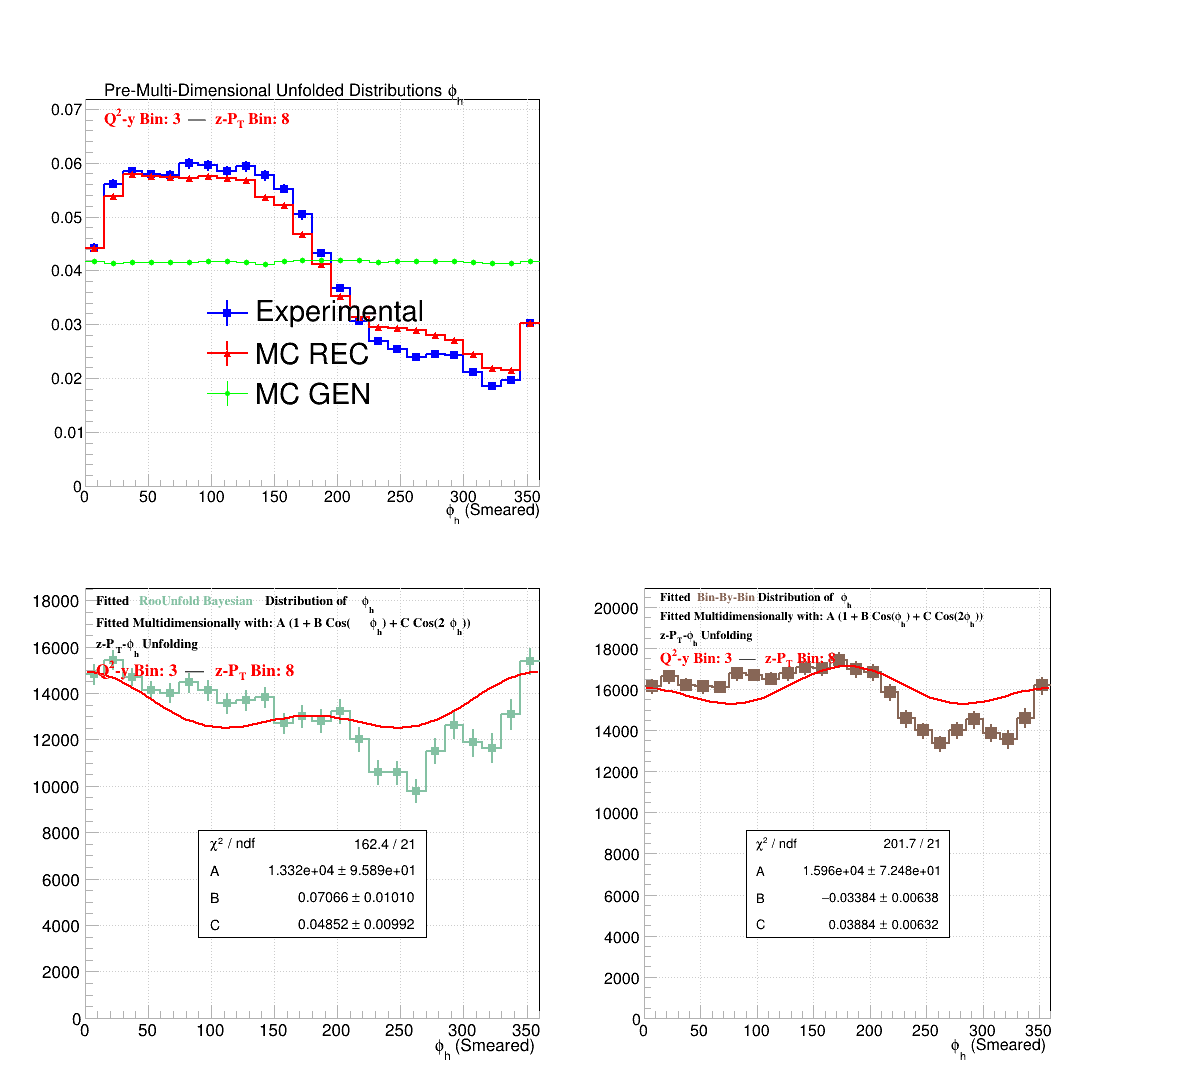 Pre-Multi-Dimensional Unfolded Distributions ϕh
Q²-y Bin: 3 — z-PT Bin: 8
0.07
0.06
0.05
0.04
0.03
0.02
0.01
0
Experimental
MC REC
MC GEN
0 50 100 150 200 250 300 350
ϕh (Smeared)
Fitted RooUnfold Bayesian Distribution of ϕh
Fitted Multidimensionally with: A (1 + B Cos( ϕh) + C Cos(2 ϕh))
z-PT-ϕh Unfolding
Q²-y Bin: 3 — z-PT Bin: 8
18000
16000
14000
12000
10000
8000
6000
4000
2000
0
χ² / ndf 162.4 / 21
A 1.332e+04 ± 9.589e+01
B 0.07066 ± 0.01010
C 0.04852 ± 0.00992
0 50 100 150 200 250 300 350
ϕh (Smeared)
Fitted Bin-By-Bin Distribution of ϕh
Fitted Multidimensionally with: A (1 + B Cos(ϕh) + C Cos(2ϕh))
z-PT-ϕh Unfolding
Q²-y Bin: 3 — z-PT Bin: 8
20000
18000
16000
14000
12000
10000
8000
6000
4000
2000
0
χ² / ndf 201.7 / 21
A 1.596e+04 ± 7.248e+01
B −0.03384 ± 0.00638
C 0.03884 ± 0.00632
0 50 100 150 200 250 300 350
ϕh (Smeared)